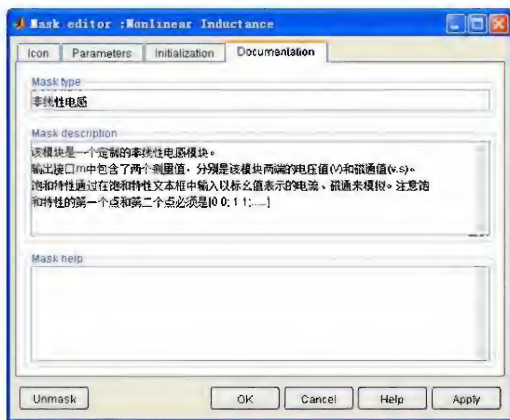 Mask editor :Nonlinear Inductance
Icon Parameters Initialization Documentation
Mask type
非线性电感
Mask description
该模块是一个定制的非线性电感模块。
输出接口m中包含了两个测量值，分别是该模块两端的电压值(V)和磁通值(v.s)。
饱和特性通过在饱和特性文本框中输入以标幺值表示的电流、磁通来模拟。注意饱
和特性的第一个点和第二个点必须是[0 0; 1 1;.....]
Mask help
Unmask OK Cancel Help Apply